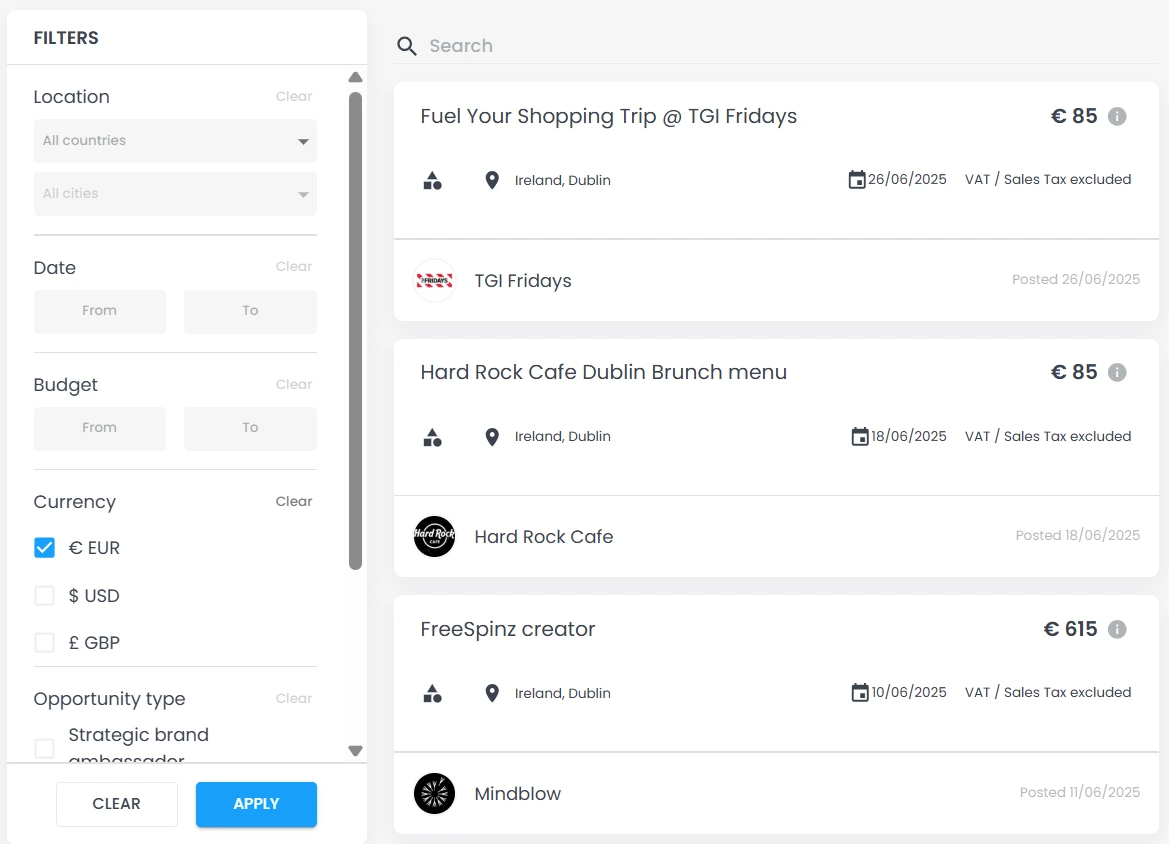 FILTERS
Location
Clear
All countries
All cities
Date
Clear
From
To
Budget
Clear
From
To
Currency
Clear
€ EUR
$ USD
£ GBP
Opportunity type
Clear
Strategic brand
ambassador
CLEAR
APPLY
Search
Fuel Your Shopping Trip @ TGI Fridays
€ 85
Ireland, Dublin
26/06/2025
VAT / Sales Tax excluded
FRIDAYS
TGI Fridays
Posted 26/06/2025
Hard Rock Cafe Dublin Brunch menu
€ 85
Ireland, Dublin
18/06/2025
VAT / Sales Tax excluded
Hard Rock
CAFE
Hard Rock Cafe
Posted 18/06/2025
FreeSpinz creator
€ 615
Ireland, Dublin
10/06/2025
VAT / Sales Tax excluded
Mindblow
Posted 11/06/2025